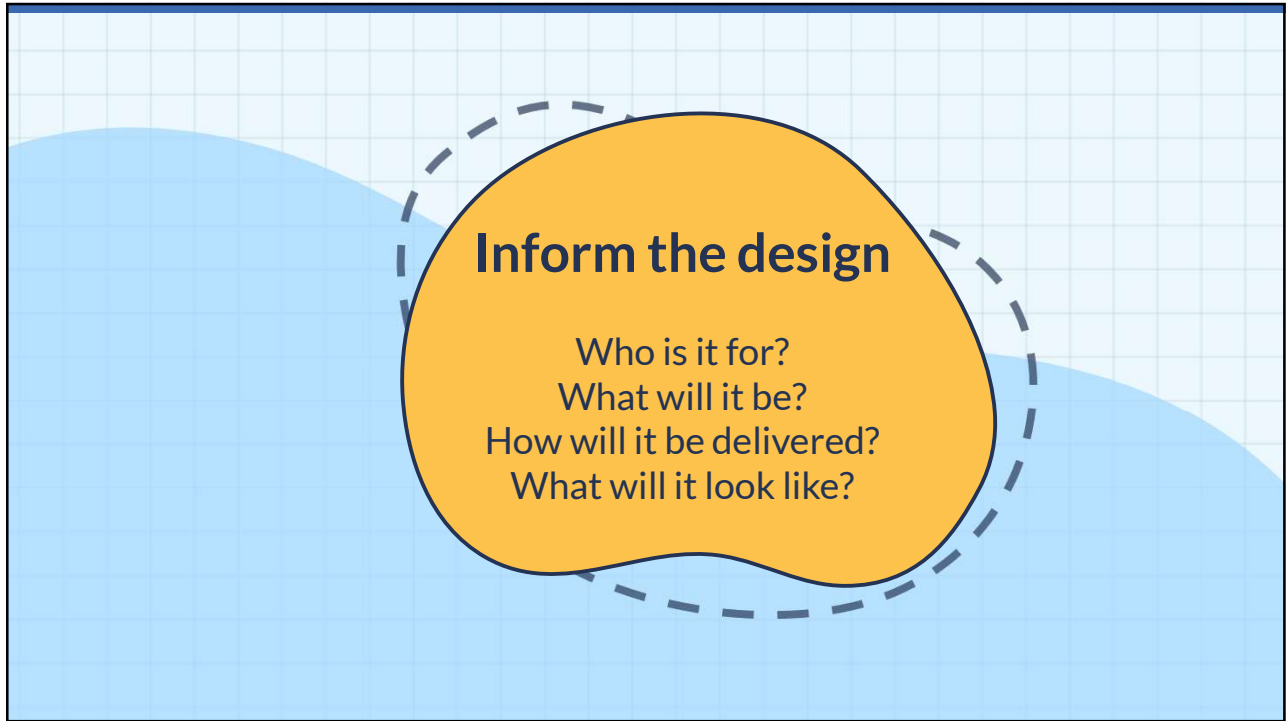 Inform the design
Who is it for?
What will it be?
How will it be delivered?
What will it look like?